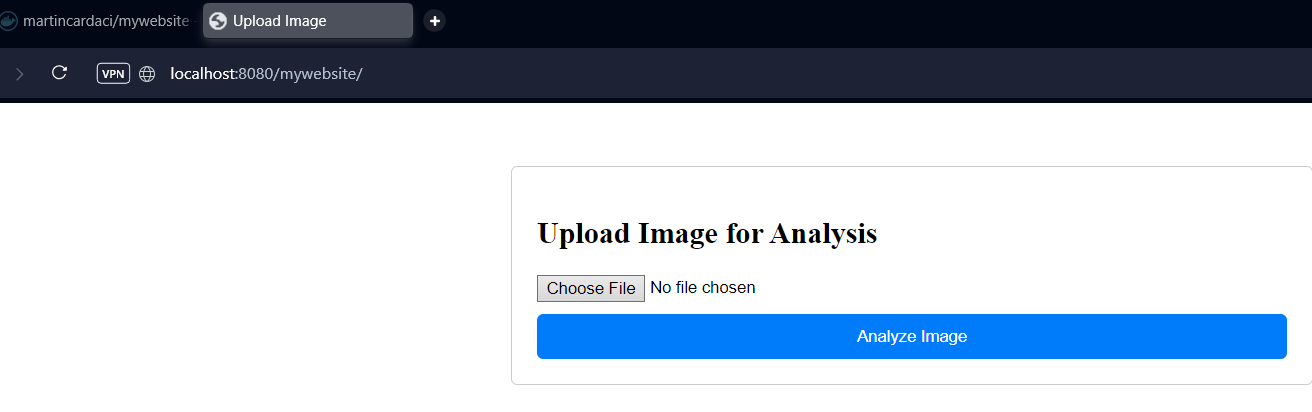 martincardaci/mywebsite
Upload Image
VPN
localhost:8080/mywebsite/
Upload Image for Analysis
Choose File No file chosen
Analyze Image